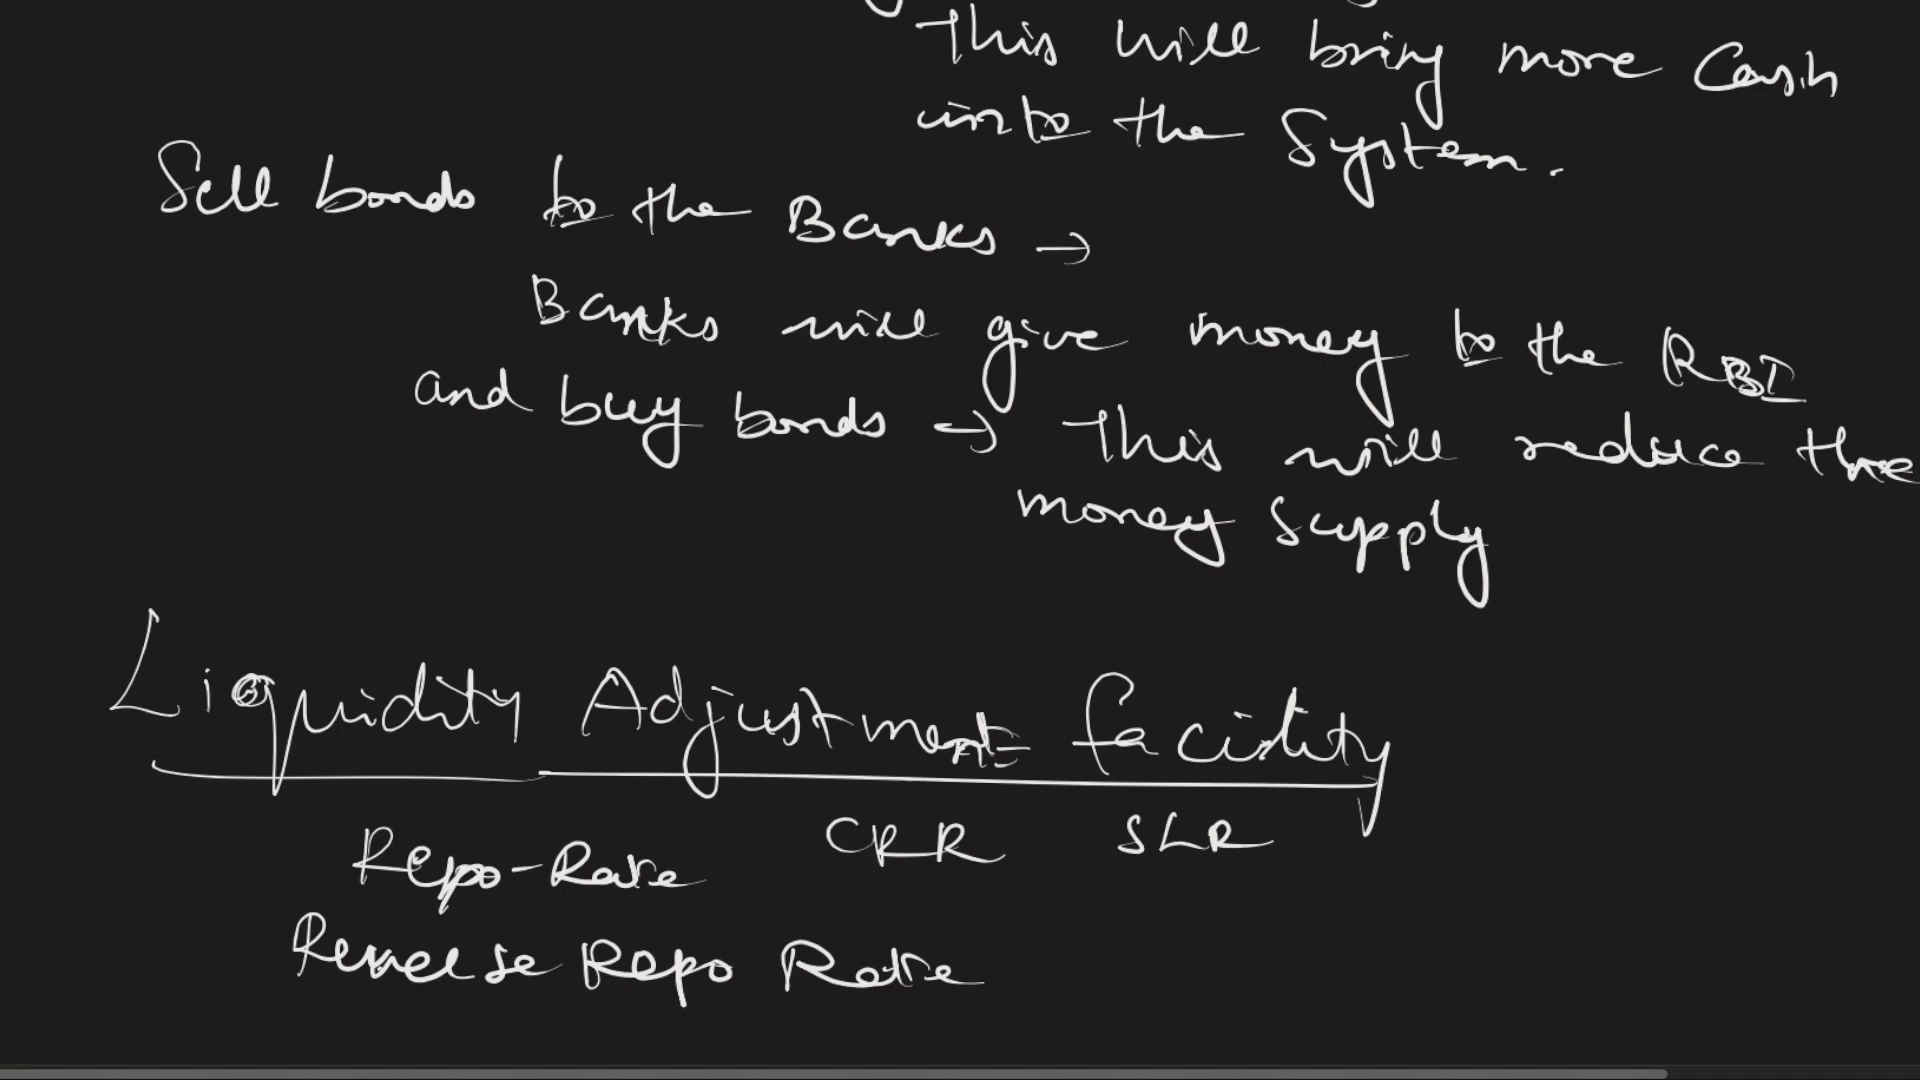 This will bring more Cash
into the System.
Sell bonds to the Banks →
Banks will give money to the RBI
and buy bonds → This will reduce the
money supply
Liquidity Adjustment facility
Repo-Rate CRR SLR
Reverse Repo Rate